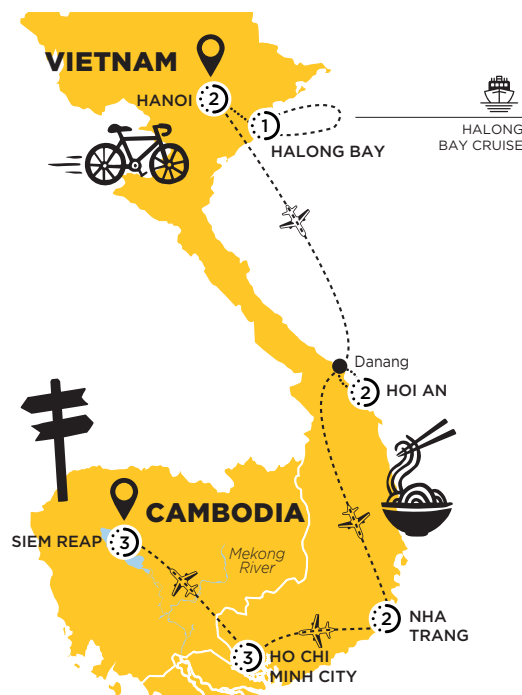 VIETNAM
HANOI
2
1
HALONG BAY
HALONG
BAY CRUISE
Danang
2
HOI AN
CAMBODIA
SIEM REAP
3
Mekong
River
2
NHA
TRANG
3
HO CHI
MINH CITY